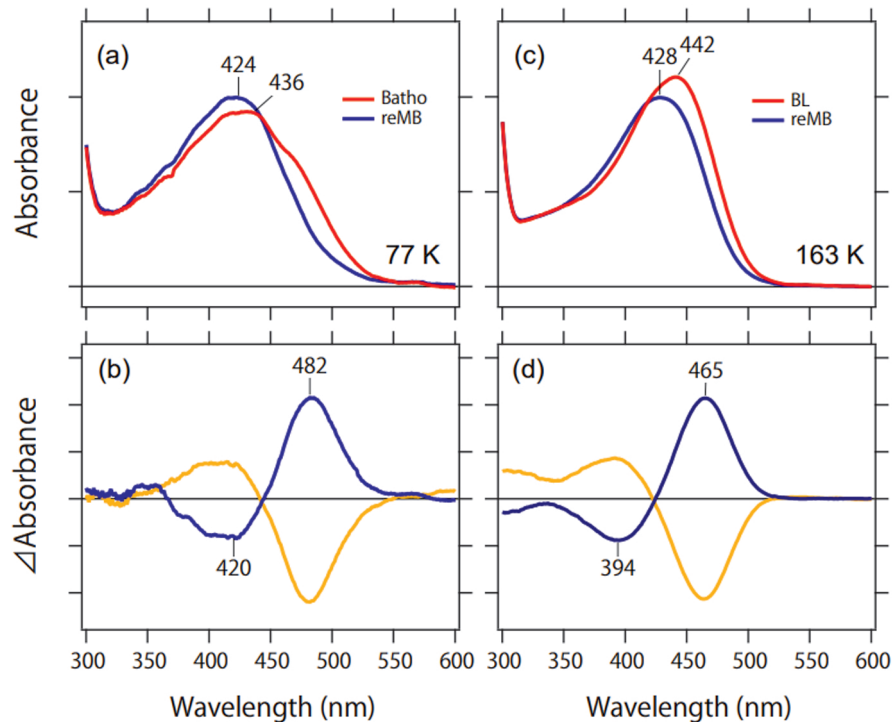 (a)
424
436
Batho
reMB
77 K
(c)
428
442
BL
reMB
163 K
Absorbance
(b)
482
420
(d)
465
394
⊿Absorbance
300 350 400 450 500 550 600
300 350 400 450 500 550 600
Wavelength (nm)
Wavelength (nm)